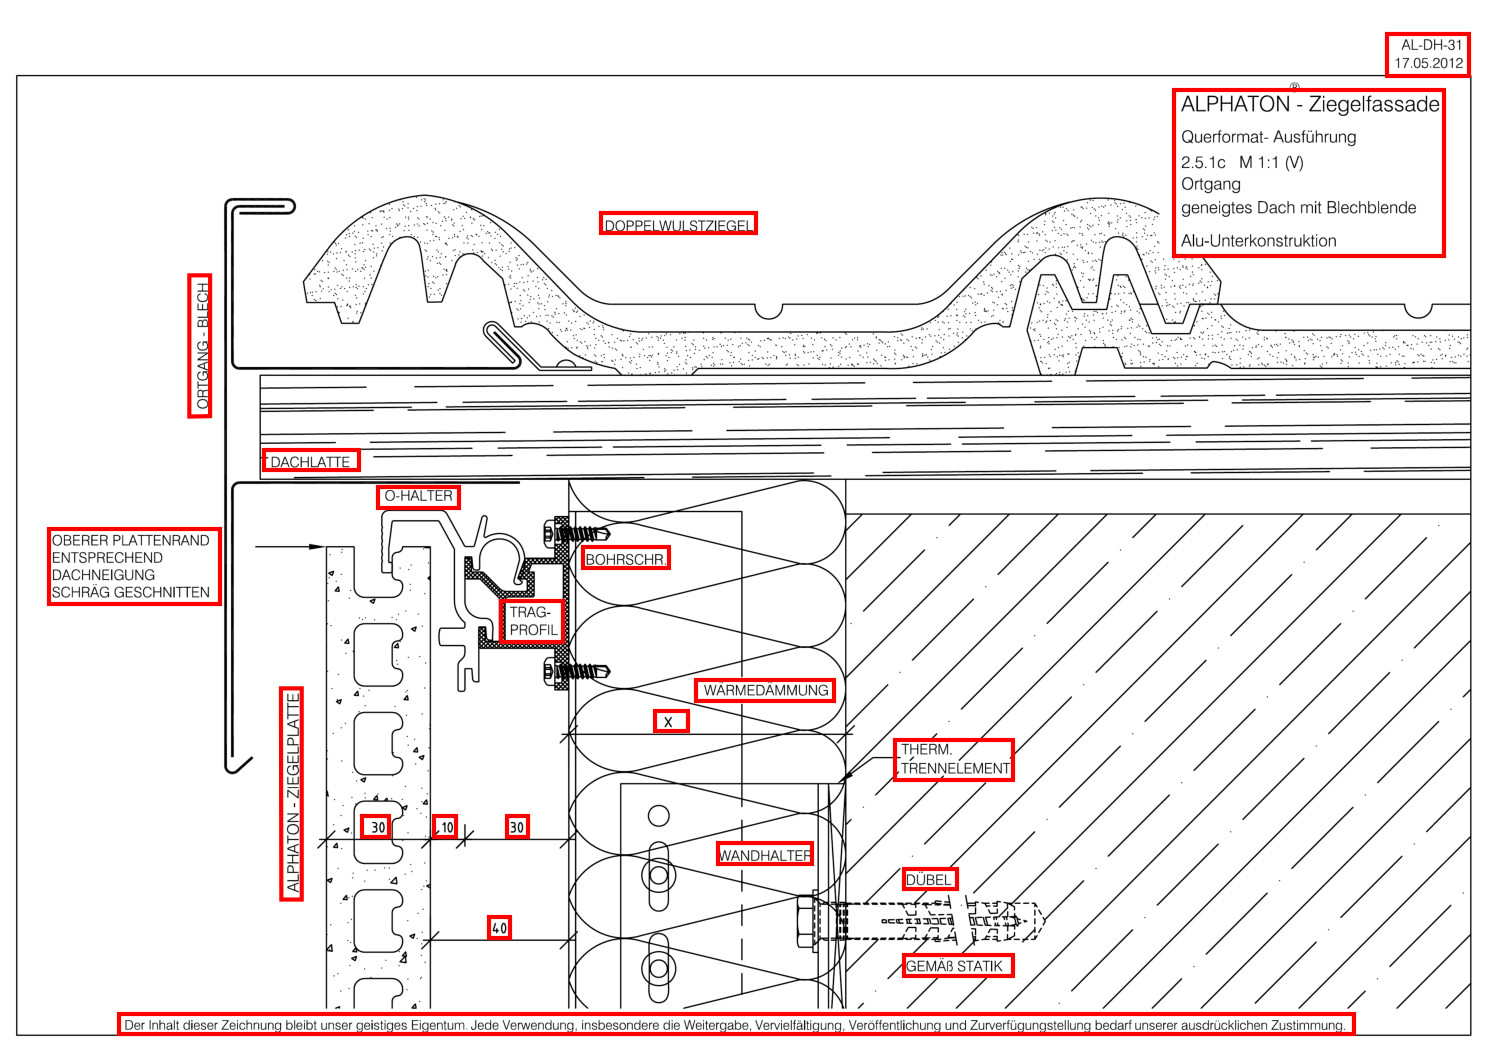 AL-DH-31
17.05.2012
ALPHATON® - Ziegelfassade
Querformat- Ausführung
2.5.1c M 1:1 (V)
Ortgang
geneigtes Dach mit Blechblende
Alu-Unterkonstruktion
DOPPELWULSTZIEGEL
ORTGANG - BLECH
DACHLATTE
O-HALTER
OBERER PLATTENRAND
ENTSPRECHEND
DACHNEIGUNG
SCHRÄG GESCHNITTEN
BOHRSCHR.
TRAG-
PROFIL
WÄRMEDÄMMUNG
X
ALPHATON - ZIEGELPLATTE
THERM.
TRENNELEMENT
30
10
30
WANDHALTER
DÜBEL
40
GEMÄß STATIK
Der Inhalt dieser Zeichnung bleibt unser geistiges Eigentum. Jede Verwendung, insbesondere die Weitergabe, Vervielfältigung, Veröffentlichung und Zurverfügungstellung bedarf unserer ausdrücklichen Zustimmung.